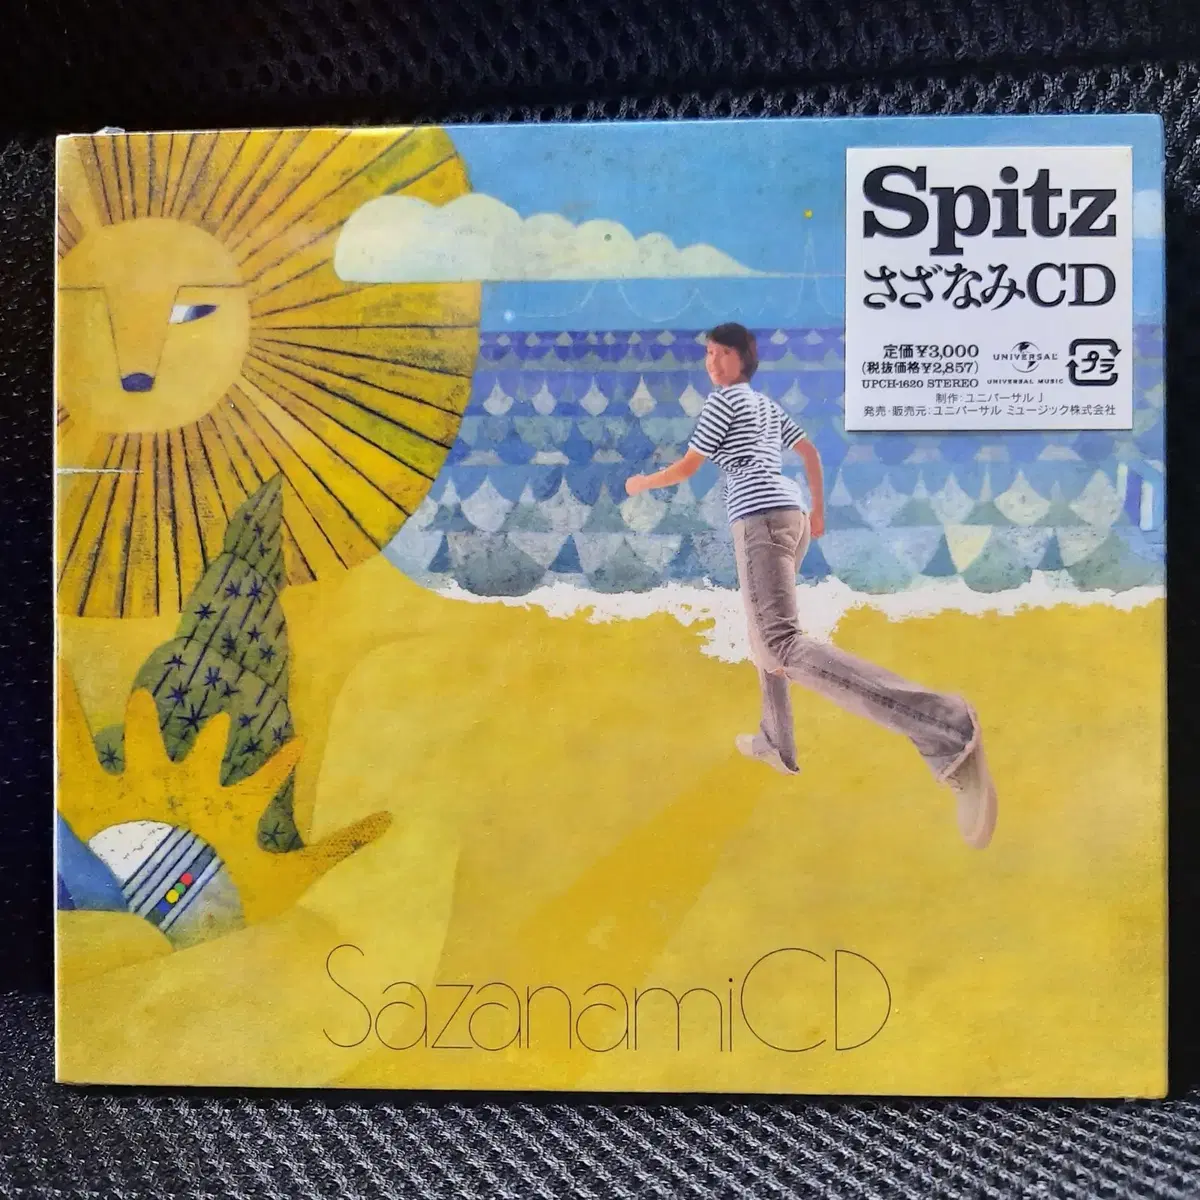 Spitz
さざなみCD
定価¥3,000
(税抜価格¥2,857)
UPCH-1620 STEREO
UNIVERSAL
UNIVERSAL MUSIC
プラ
制作:ユニバーサル J
発売・販売元:ユニバーサル ミュージック株式会社
SazanamiCD